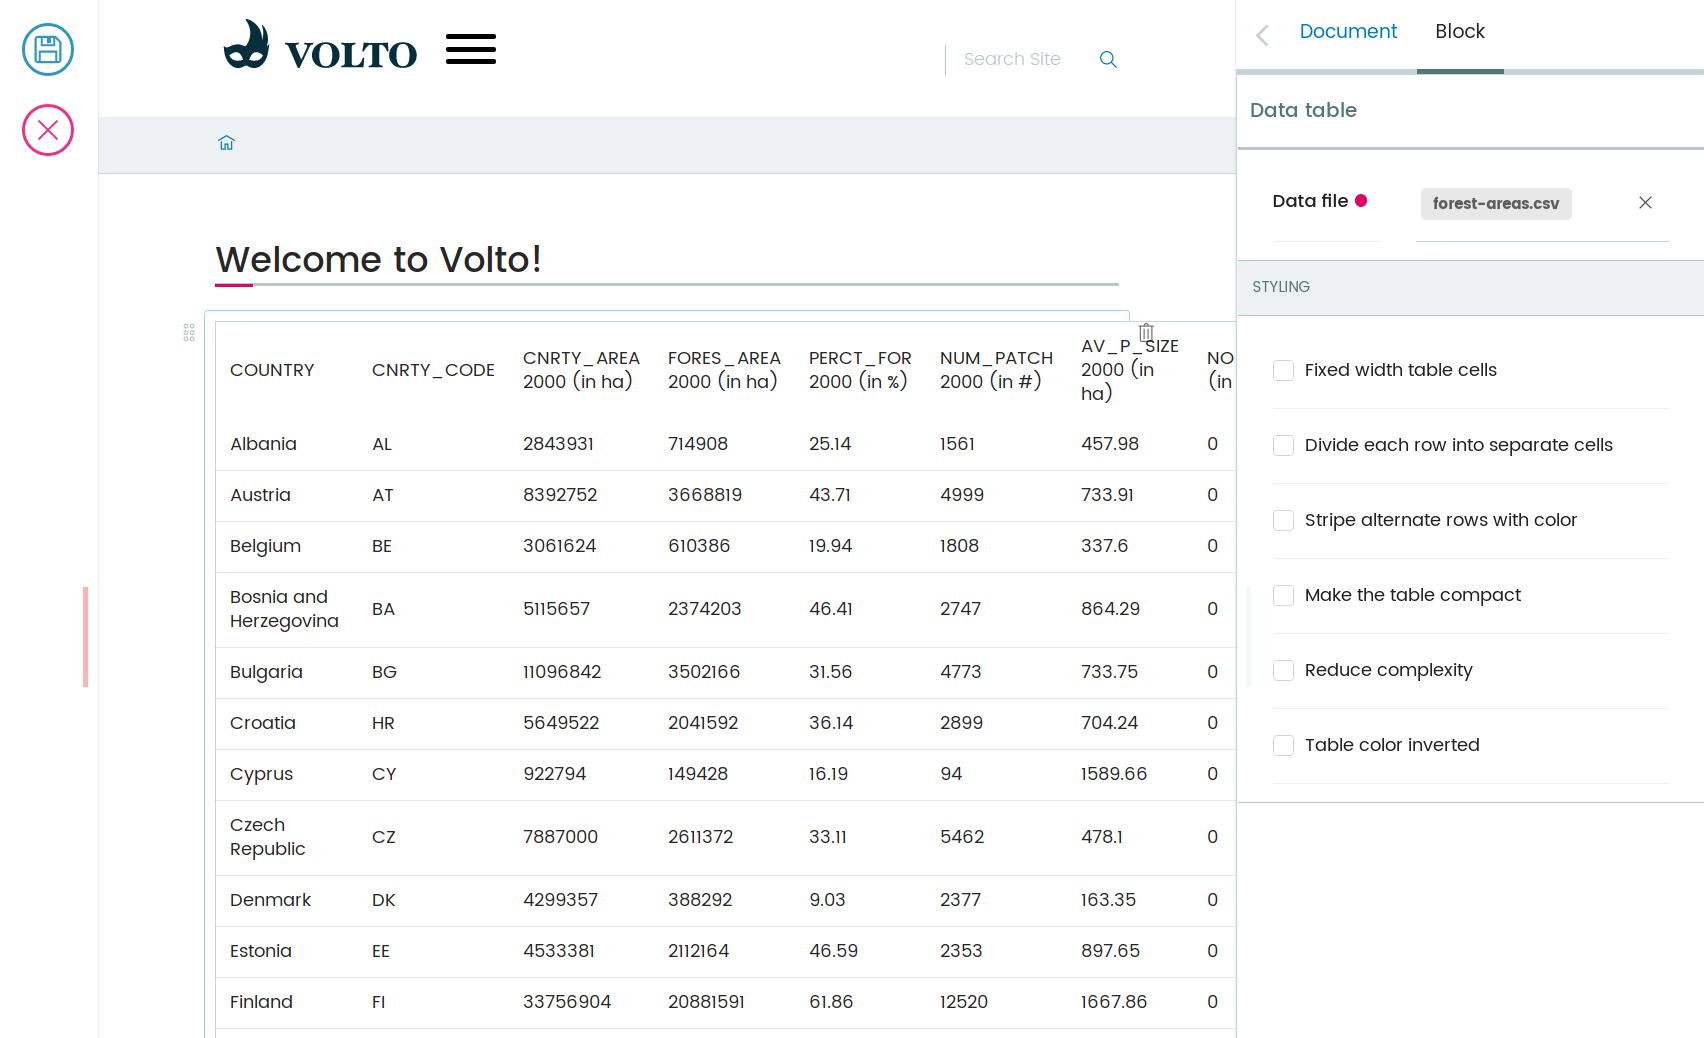 VOLTO
Search Site
Document Block
Data table
Data file forest-areas.csv
STYLING
Fixed width table cells
Divide each row into separate cells
Stripe alternate rows with color
Make the table compact
Reduce complexity
Table color inverted
Welcome to Volto!
COUNTRY CNRTY_CODE CNRTY_AREA 2000 (in ha) FORES_AREA 2000 (in ha) PERCT_FOR 2000 (in %) NUM_PATCH 2000 (in #) AV_P_SIZE 2000 (in ha) NO (in
Albania AL 2843931 714908 25.14 1561 457.98 0
Austria AT 8392752 3668819 43.71 4999 733.91 0
Belgium BE 3061624 610386 19.94 1808 337.6 0
Bosnia and Herzegovina BA 5115657 2374203 46.41 2747 864.29 0
Bulgaria BG 11096842 3502166 31.56 4773 733.75 0
Croatia HR 5649522 2041592 36.14 2899 704.24 0
Cyprus CY 922794 149428 16.19 94 1589.66 0
Czech Republic CZ 7887000 2611372 33.11 5462 478.1 0
Denmark DK 4299357 388292 9.03 2377 163.35 0
Estonia EE 4533381 2112164 46.59 2353 897.65 0
Finland FI 33756904 20881591 61.86 12520 1667.86 0